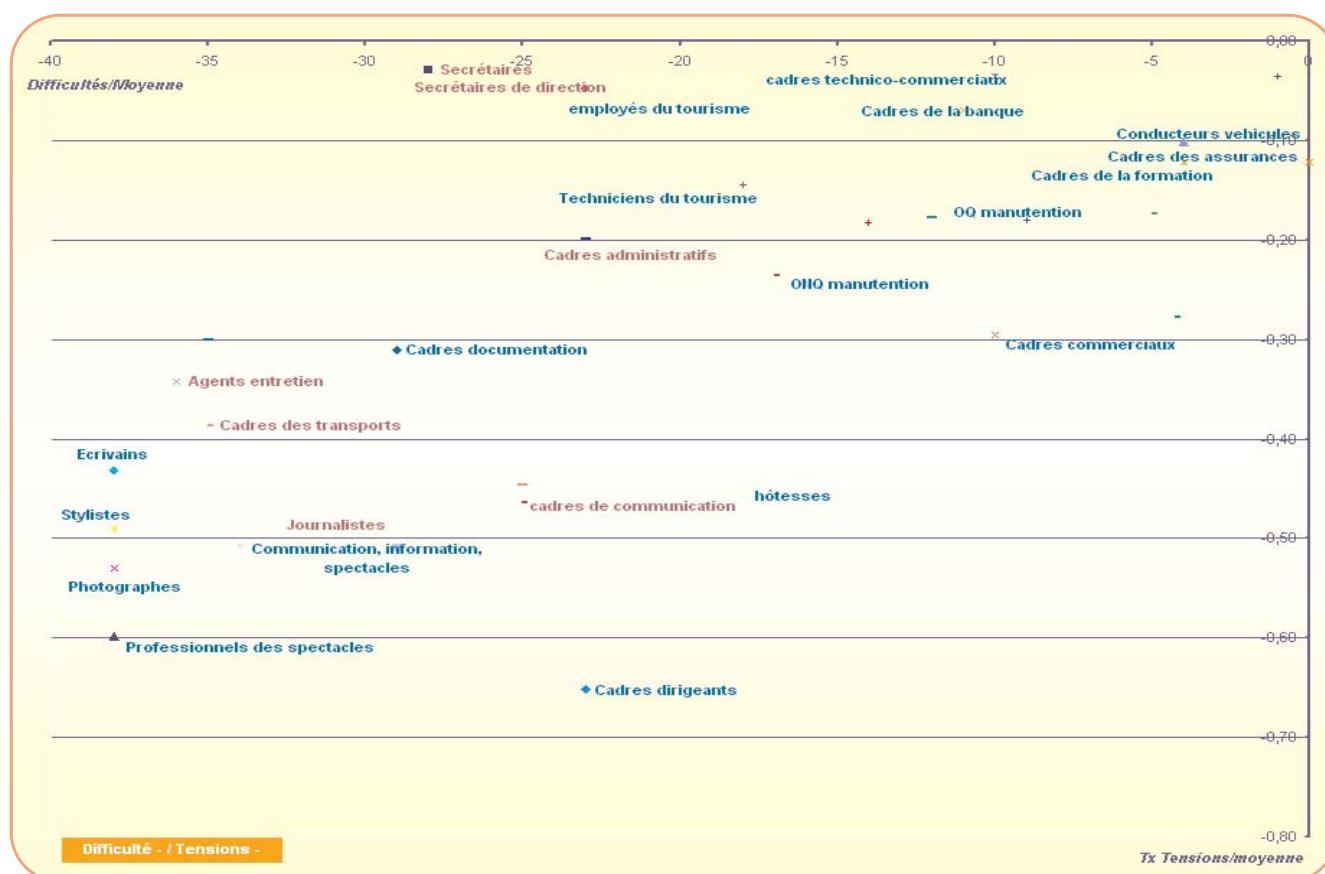 -40
-35
-30
-25
-20
-15
-10
-5
0
0,00
Difficultés/Moyenne
Secrétaires
Secrétaires de direction
cadres technico-commerciaux
employés du tourisme
Cadres de la banque
Conducteurs vehicules
-0,10
Cadres des assurances
Cadres de la formation
Techniciens du tourisme
OQ manutention
-0,20
Cadres administratifs
ONQ manutention
-0,30
Cadres documentation
Cadres commerciaux
Agents entretien
Cadres des transports
-0,40
Ecrivains
hôtesses
cadres de communication
Stylistes
Journalistes
-0,50
Communication, information,
spectacles
Photographes
-0,60
Professionnels des spectacles
Cadres dirigeants
-0,70
-0,80
Difficulté - / Tensions -
Tx Tensions/moyenne